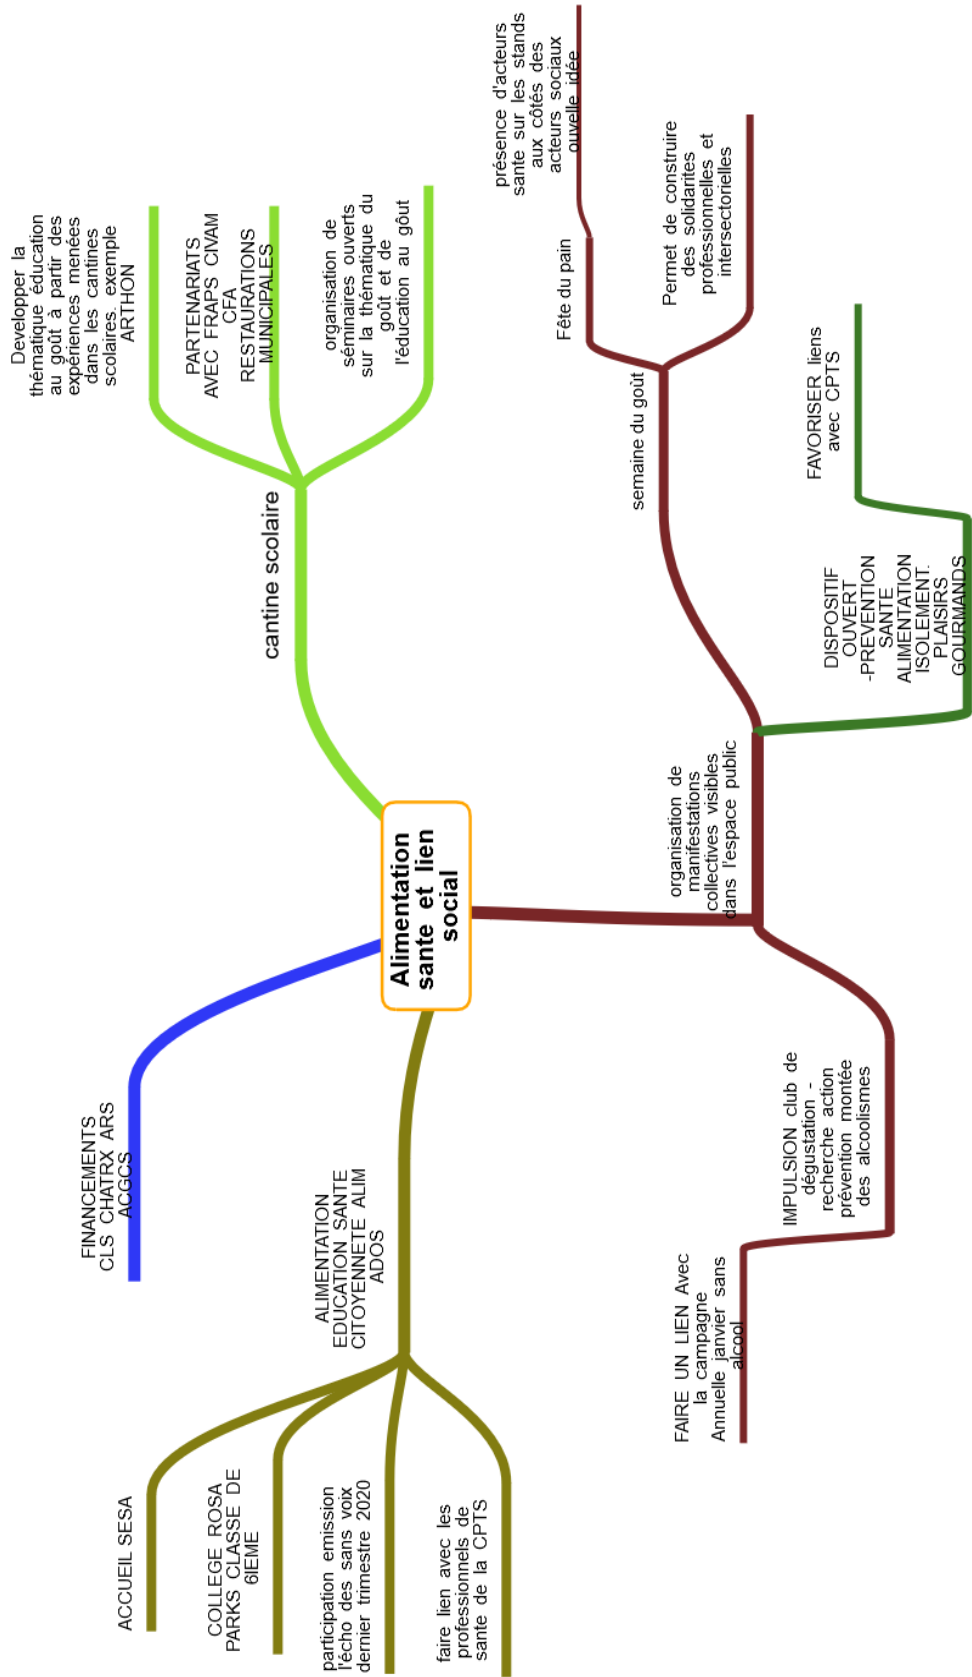 Alimentation
sante et lien
social
FINANCEMENTS
CLS CHATRX ARS
ACGCS
ALIMENTATION
EDUCATION SANTE
CITOYENNETE ALIM
ADOS
ACCUEIL SESA
COLLEGE ROSA
PARKS CLASSE DE
6IEME
participation emission
l'écho des sans voix
dernier trimestre 2020
faire lien avec les
professionnels de
sante de la CPTS
cantine scolaire
Developper la
thématique éducation
au goût à partir des
expériences menées
dans les cantines
scolaires. exemple
ARTHON
PARTENARIATS
AVEC FRAPS CIVAM
CFA
RESTAURATIONS
MUNICIPALES
organisation de
séminaires ouverts
sur la thématique du
goût et de
l'éducation au gôut
organisation de
manifestations
collectives visibles
dans l'espace public
semaine du goùt
Fête du pain
présence d'acteurs
sante sur les stands
aux côtés des
acteurs sociaux
ouvelle idée
Permet de construire
des solidarites
professionnelles et
intersectorielles
DISPOSITIF
OUVERT
-PREVENTION
SANTE
ALIMENTATION
ISOLEMENT.
PLAISIRS
GOURMANDS
FAVORISER liens
avec CPTS
IMPULSION club de
dégustation -
recherche action
prévention montée
des alcoolismes
FAIRE UN LIEN Avec
la campagne
Annuelle janvier sans
alcool